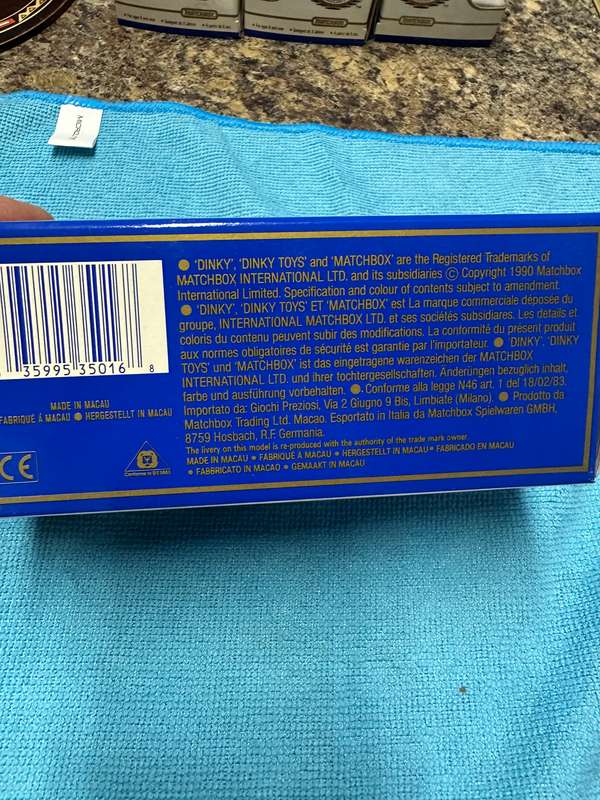 MATCHBOX
MATCHBOX
MATCHBOX
● 'DINKY', 'DINKY TOYS' and 'MATCHBOX' are the Registered Trademarks of
MATCHBOX INTERNATIONAL LTD. and its subsidiaries © Copyright 1990 Matchbox
International Limited. Specification and colour of contents subject to amendment.
● 'DINKY', 'DINKY TOYS ET 'MATCHBOX' est La marque commerciale déposée du
groupe, INTERNATIONAL MATCHBOX LTD. et ses sociétés subsidiares. Les details et
coloris du contenu peuvent subir des modifications. La conformité du présent produit
aux normes obligatoires de sécurité est garantie par l'importateur. ● 'DINKY'. 'DINKY
TOYS' und 'MATCHBOX' ist das eingetragene warenzeichen der MATCHBOX
INTERNATIONAL LTD. und ihrer tochtergesellschaften. Änderungen bezüglich inhalt,
farbe und ausführung vorbehalten. ●. Conforme alla legge N46 art. 1 del 18/02/83.
Importato da: Giochi Preziosi, Via 2 Giugno 9 Bis, Limbiate (Milano). ● Prodotto da
Matchbox Trading Ltd. Macao. Esportato in Italia da Matchbox Spielwaren GMBH,
8759 Hosbach, R.F. Germania.
The livery on this model is re-produced with the authority of the trade mark owner
MADE IN MACAU ● FABRIQUÉ À MACAU ● HERGESTELLT IN MACAU ● FABRICADO EN MACAU
● FABBRICATO IN MACAO ● GEMAAKT IN MACAU
35995 35016 8
MADE IN MACAU
FABRIQUÉ À MACAU ● HERGESTELLT IN MACAU
CE